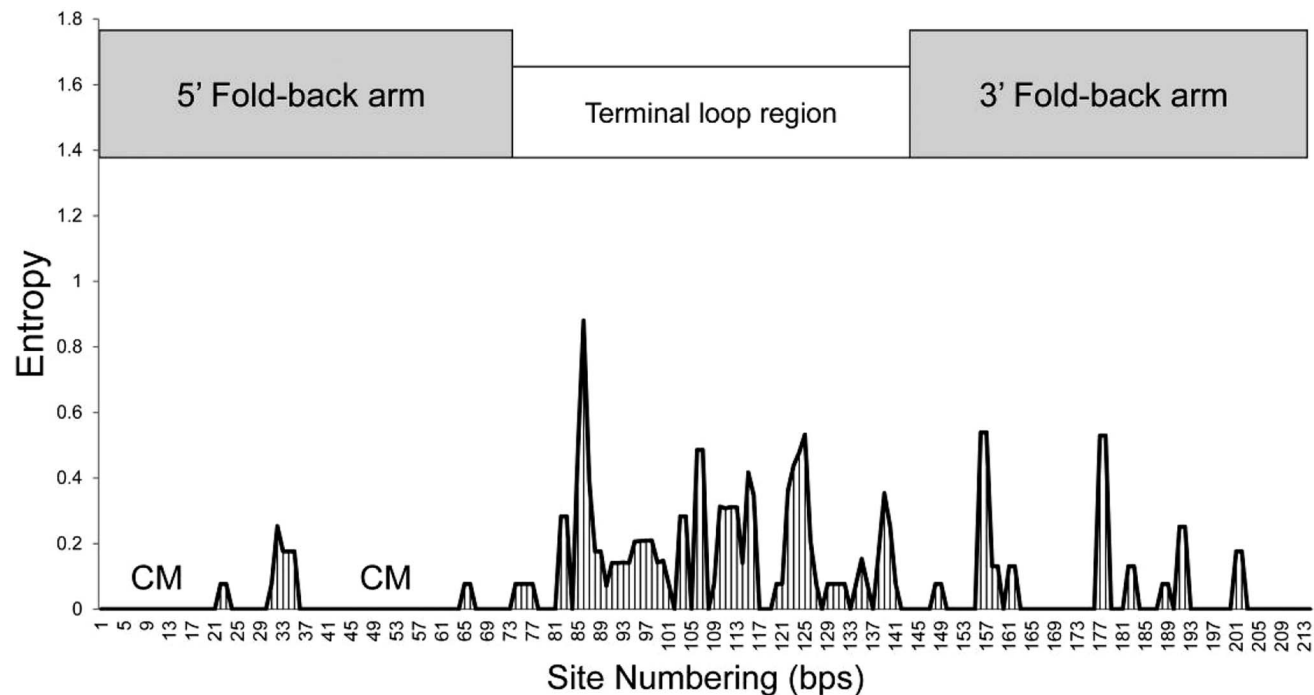 1.8
5’ Fold-back arm
Terminal loop region
3’ Fold-back arm
1.6
1.4
1.2
1
0.8
0.6
0.4
0.2
0
Entropy
CM
CM
1 5 9 13 17 21 25 29 33 37 41 45 49 53 57 61 65 69 73 77 81 85 89 93 97 101 105 109 113 117 121 125 129 133 137 141 145 149 153 157 161 165 169 173 177 181 185 189 193 197 201 205 209 213
Site Numbering (bps)